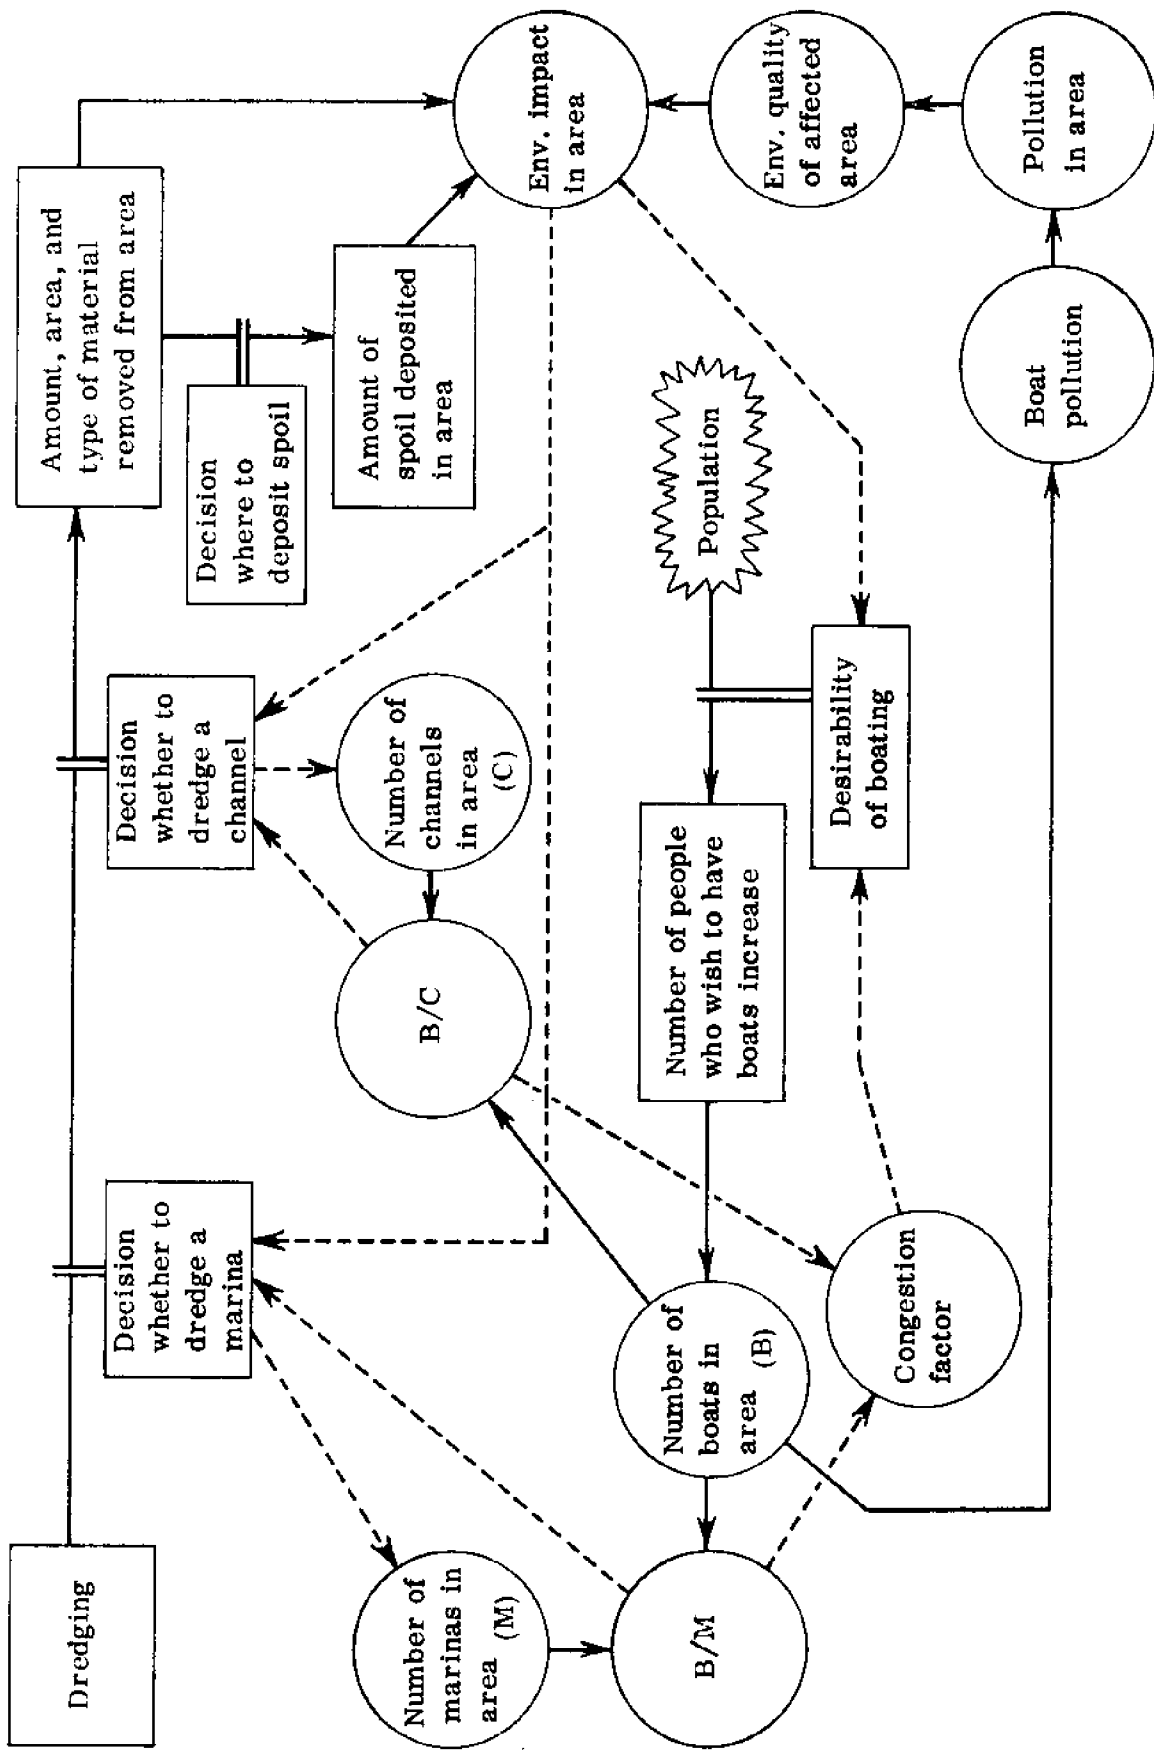 Dredging
Decision
whether to
dredge a
marina
Decision
whether to
dredge a
channel
Amount, area, and
type of material
removed from area
Decision
where to
deposit spoil
Number of
marinas in
area (M)
B/C
Number of
channels
in area
(C)
Amount of
spoil deposited
in area
Env. impact
in area
B/M
Number of
boats in
area (B)
Number of people
who wish to have
boats increase
Population
Env. quality
of affected
area
Congestion
factor
Desirability
of boating
Boat
pollution
Pollution
in area